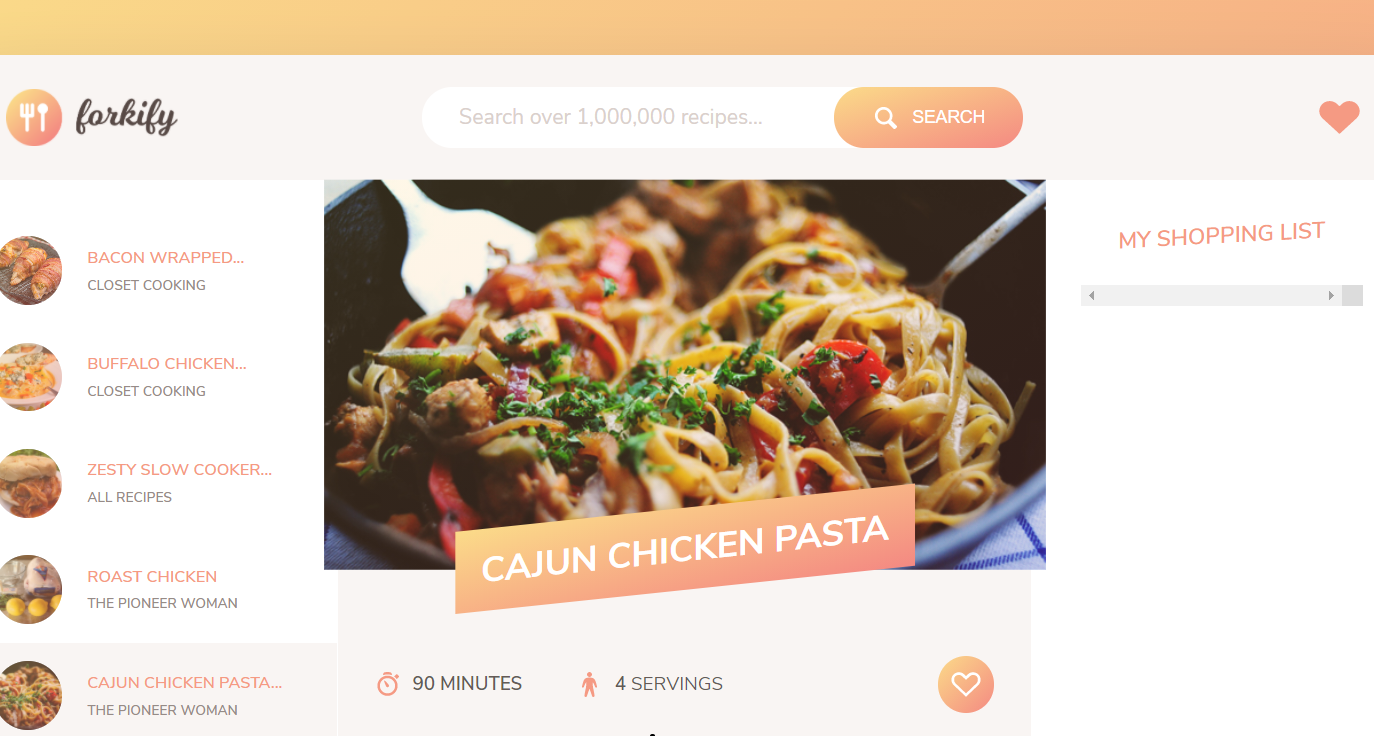 forkify
Search over 1,000,000 recipes...
SEARCH
BACON WRAPPED...
CLOSET COOKING
BUFFALO CHICKEN...
CLOSET COOKING
ZESTY SLOW COOKER...
ALL RECIPES
ROAST CHICKEN
THE PIONEER WOMAN
CAJUN CHICKEN PASTA...
THE PIONEER WOMAN
CAJUN CHICKEN PASTA
90 MINUTES
4 SERVINGS
MY SHOPPING LIST